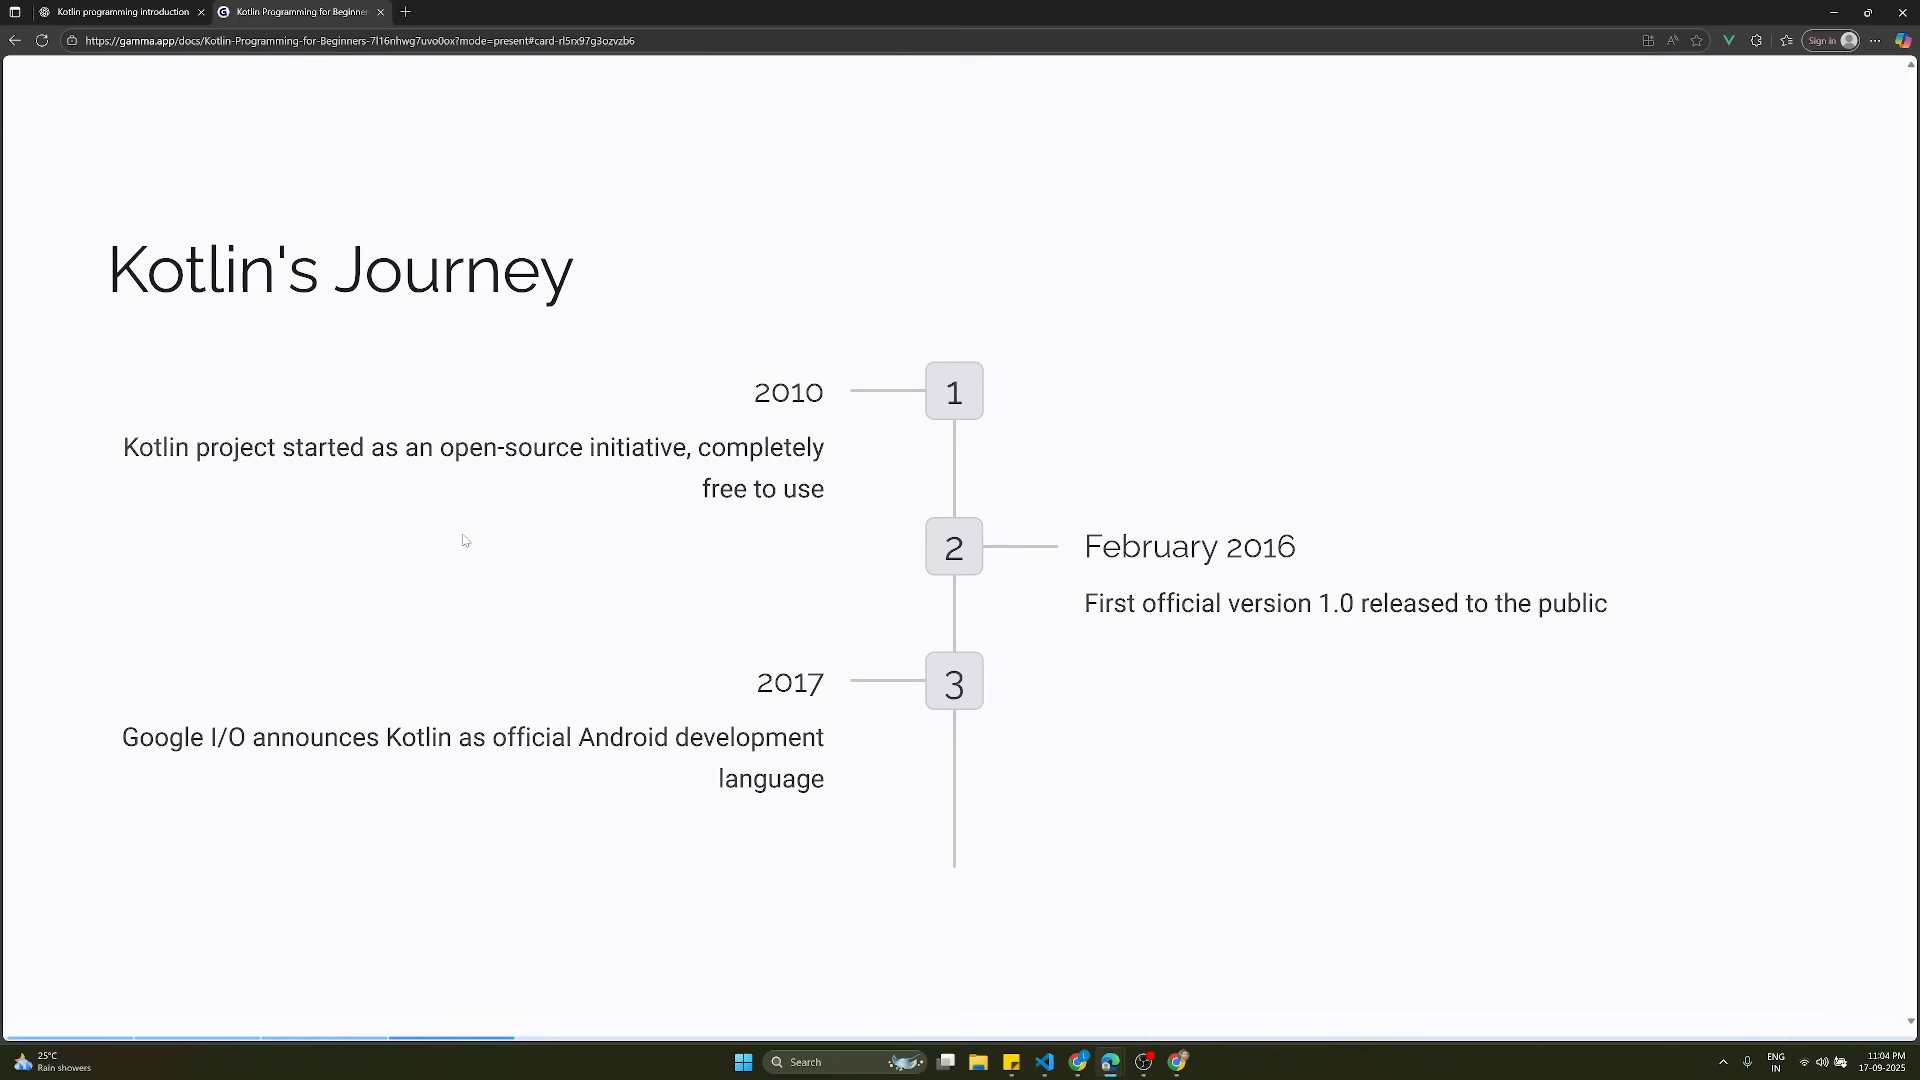 Kotlin programming introduction
Kotlin Programming for Beginner
https://gamma.app/docs/Kotlin-Programming-for-Beginners-7l16nhwg7uvo0ox?mode=present#card-rl5rx97g3ozvzb6
Sign in
Kotlin's Journey
1
2010
Kotlin project started as an open-source initiative, completely
free to use
2
February 2016
First official version 1.0 released to the public
3
2017
Google I/O announces Kotlin as official Android development
language
25°C
Rain showers
Search
ENG
IN
11:04 PM
17-09-2025